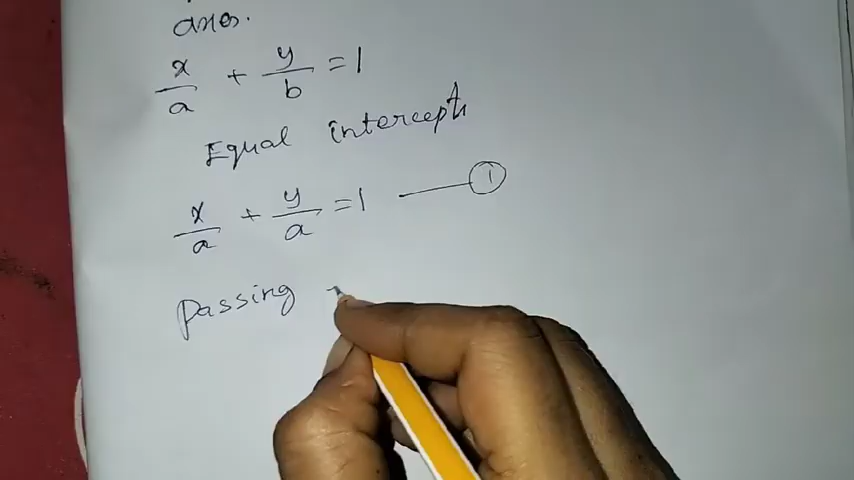 axes.
x/a + y/b = 1
Equal intercepts
x/a + y/a = 1 — ①
Passing